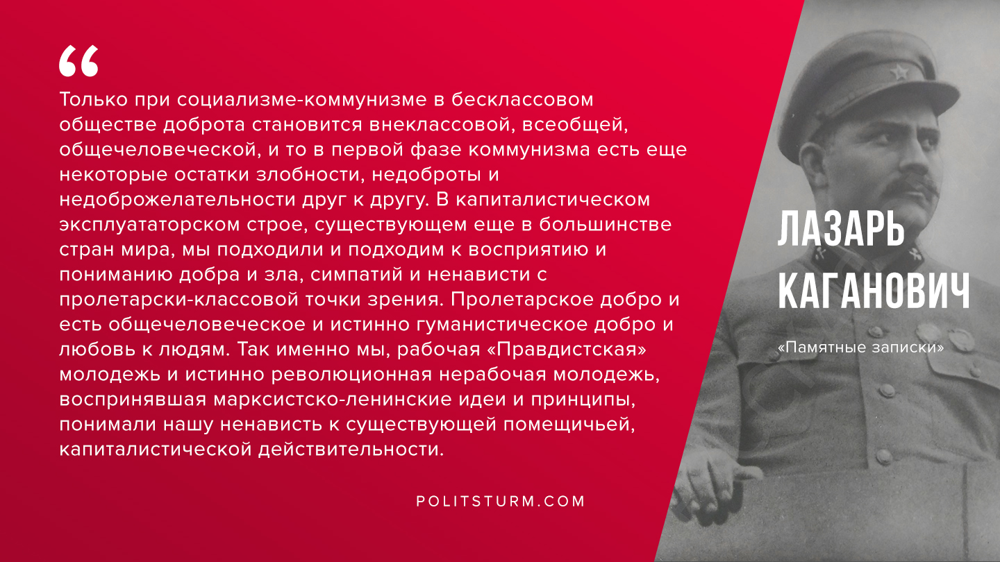 “
Только при социализме-коммунизме в бесклассовом
обществе доброта становится внеклассовой, всеобщей,
общечеловеческой, и то в первой фазе коммунизма есть еще
некоторые остатки злобности, недоброты и
недоброжелательности друг к другу. В капиталистическом
эксплуататорском строе, существующем еще в большинстве
стран мира, мы подходили и подходим к восприятию и
пониманию добра и зла, симпатий и ненависти с
пролетарски-классовой точки зрения. Пролетарское добро и
есть общечеловеческое и истинно гуманистическое добро и
любовь к людям. Так именно мы, рабочая «Правдистская»
молодежь и истинно революционная нерабочая молодежь,
воспринявшая марксистско-ленинские идеи и принципы,
понимали нашу ненависть к существующей помещичьей,
капиталистической действительности.
POLITSTURM.COM
ЛАЗАРЬ
КАГАНОВИЧ
«Памятные записки»